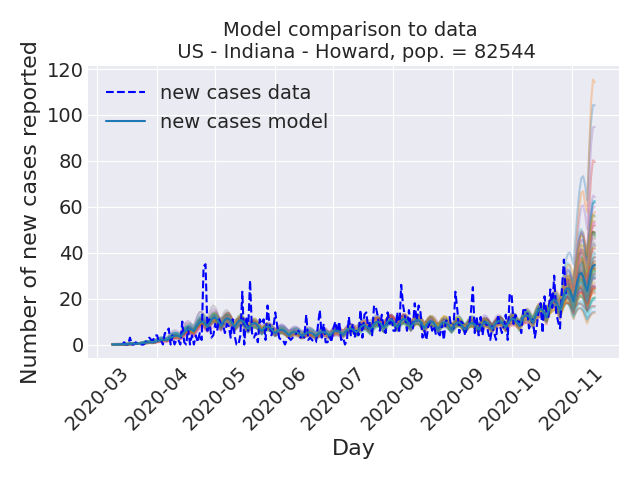 Model comparison to data
US - Indiana - Howard, pop. = 82544
Number of new cases reported
120
100
80
60
40
20
0
new cases data
new cases model
2020-03
2020-04
2020-05
2020-06
2020-07
2020-08
2020-09
2020-10
2020-11
Day